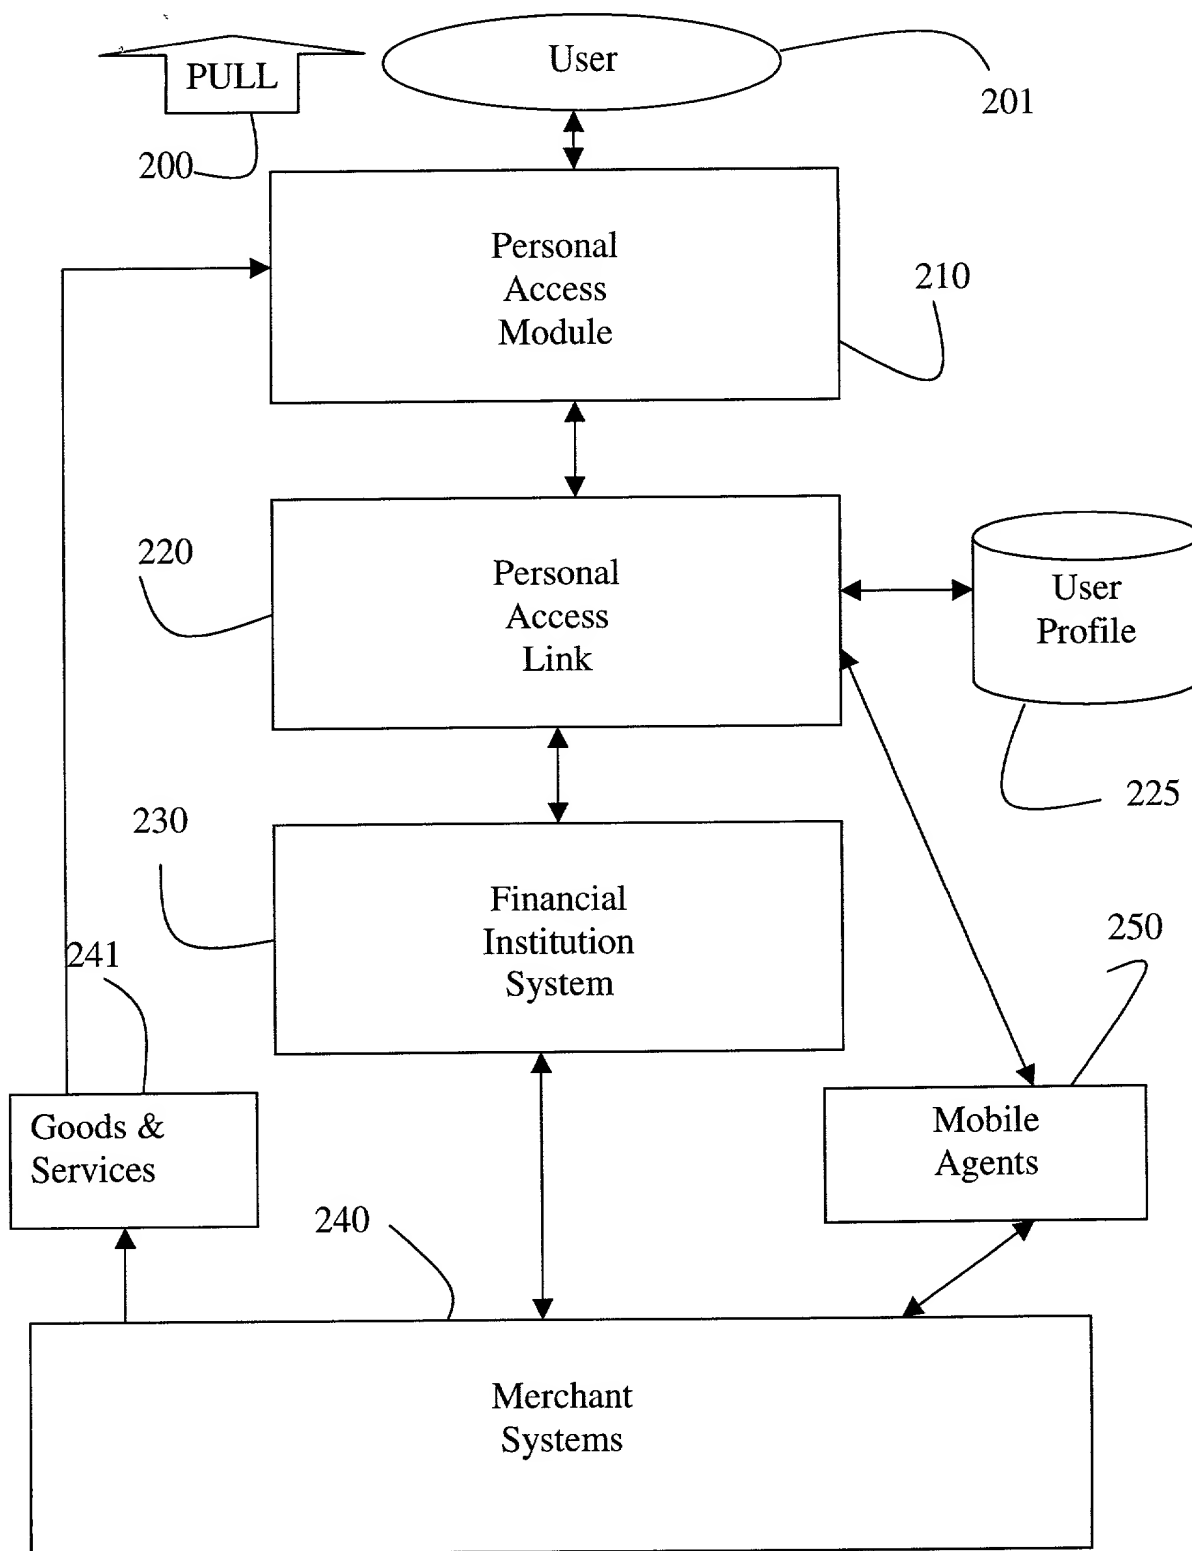 PULL
User
201
200
Personal
Access
Module
210
220
Personal
Access
Link
User
Profile
225
230
Financial
Institution
System
241
250
Goods &
Services
Mobile
Agents
240
Merchant
Systems